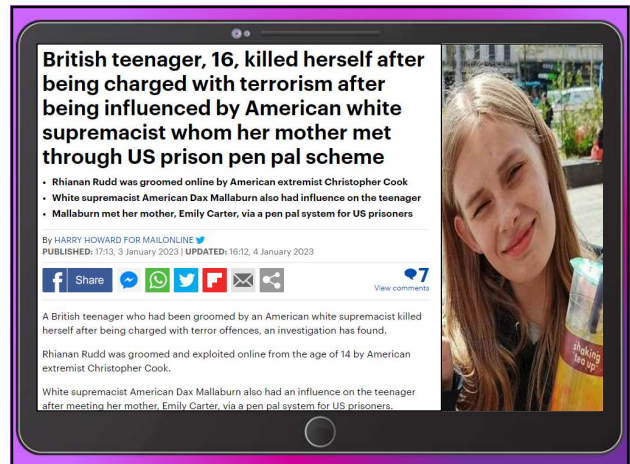 British teenager, 16, killed herself after
being charged with terrorism after
being influenced by American white
supremacist whom her mother met
through US prison pen pal scheme
• Rhianan Rudd was groomed online by American extremist Christopher Cook
• White supremacist American Dax Mallaburn also had influence on the teenager
• Mallaburn met her mother, Emily Carter, via a pen pal system for US prisoners
By HARRY HOWARD FOR MAILONLINE
PUBLISHED: 17:13, 3 January 2023 | UPDATED: 16:12, 4 January 2023
f Share
7
View comments
A British teenager who had been groomed by an American white supremacist killed
herself after being charged with terror offences, an investigation has found.
Rhianan Rudd was groomed and exploited online from the age of 14 by American
extremist Christopher Cook.
White supremacist American Dax Mallaburn also had an influence on the teenager
after meeting her mother, Emily Carter, via a pen pal system for US prisoners.
shaking
tea up